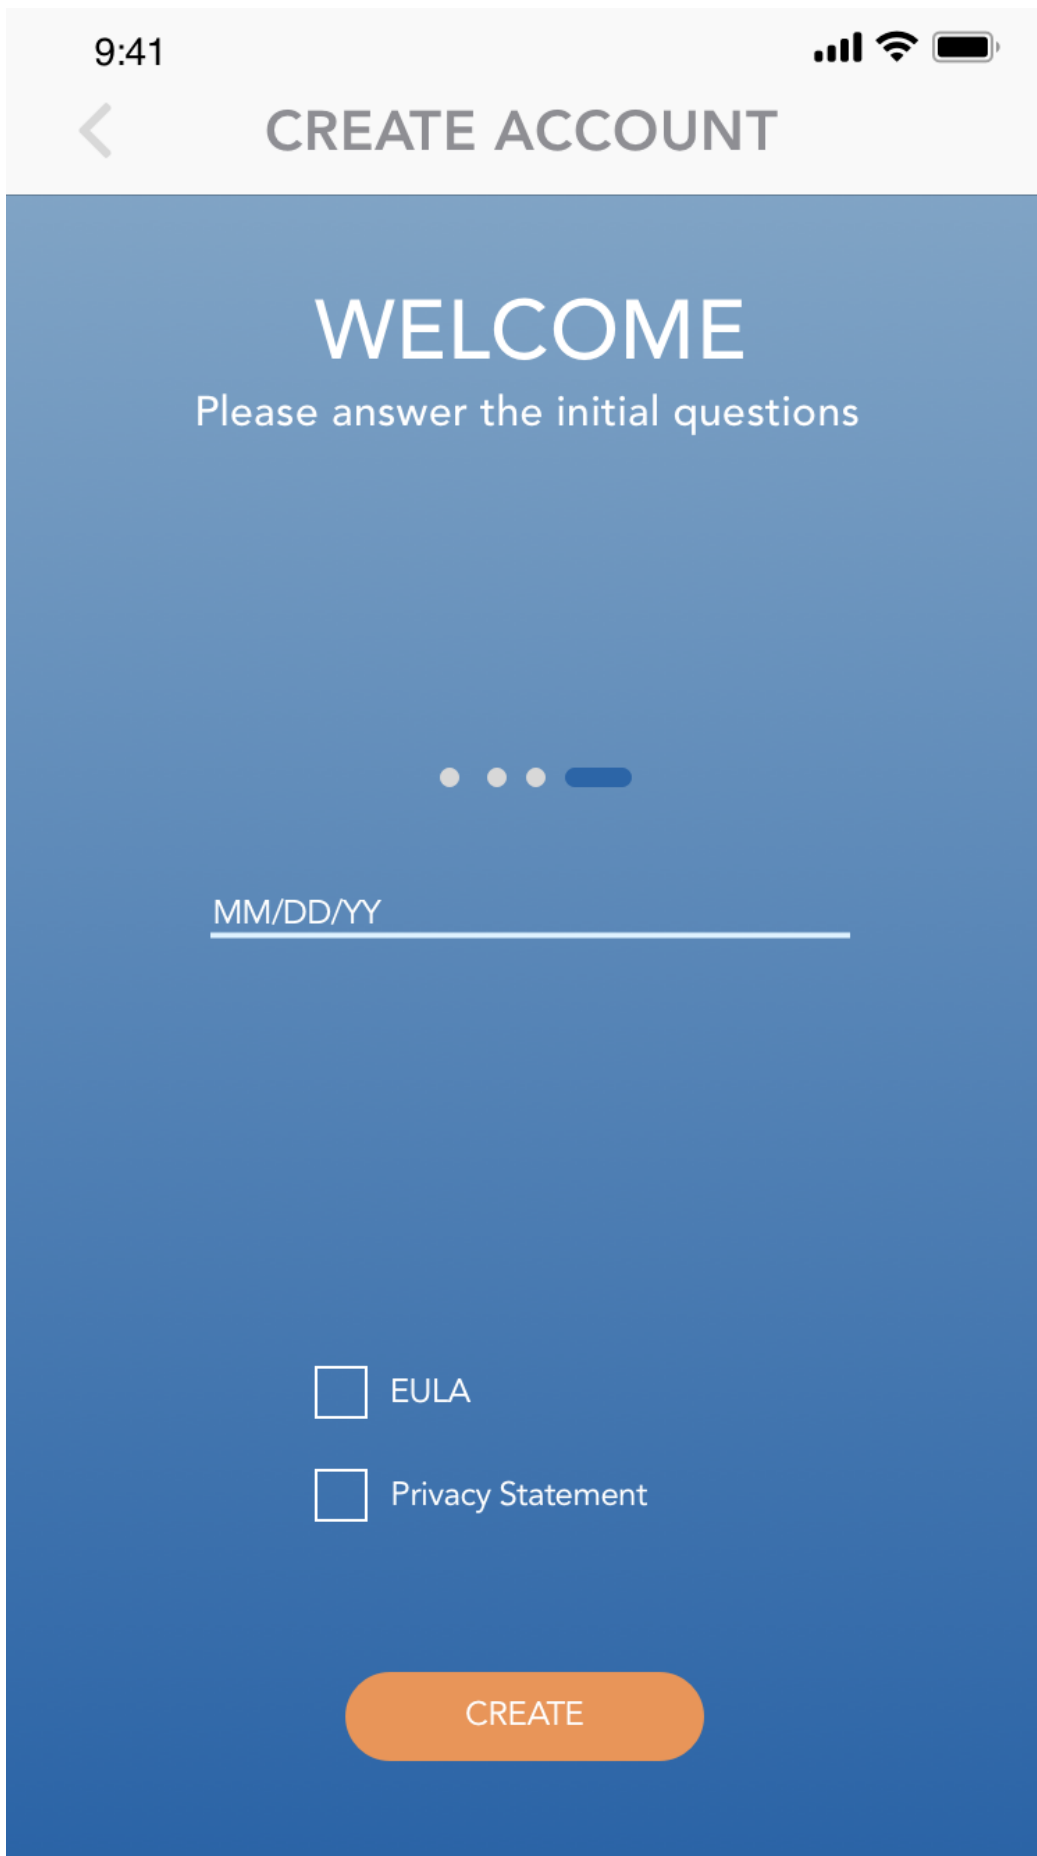 9:41
CREATE ACCOUNT
WELCOME
Please answer the initial questions
MM/DD/YY
EULA
Privacy Statement
CREATE